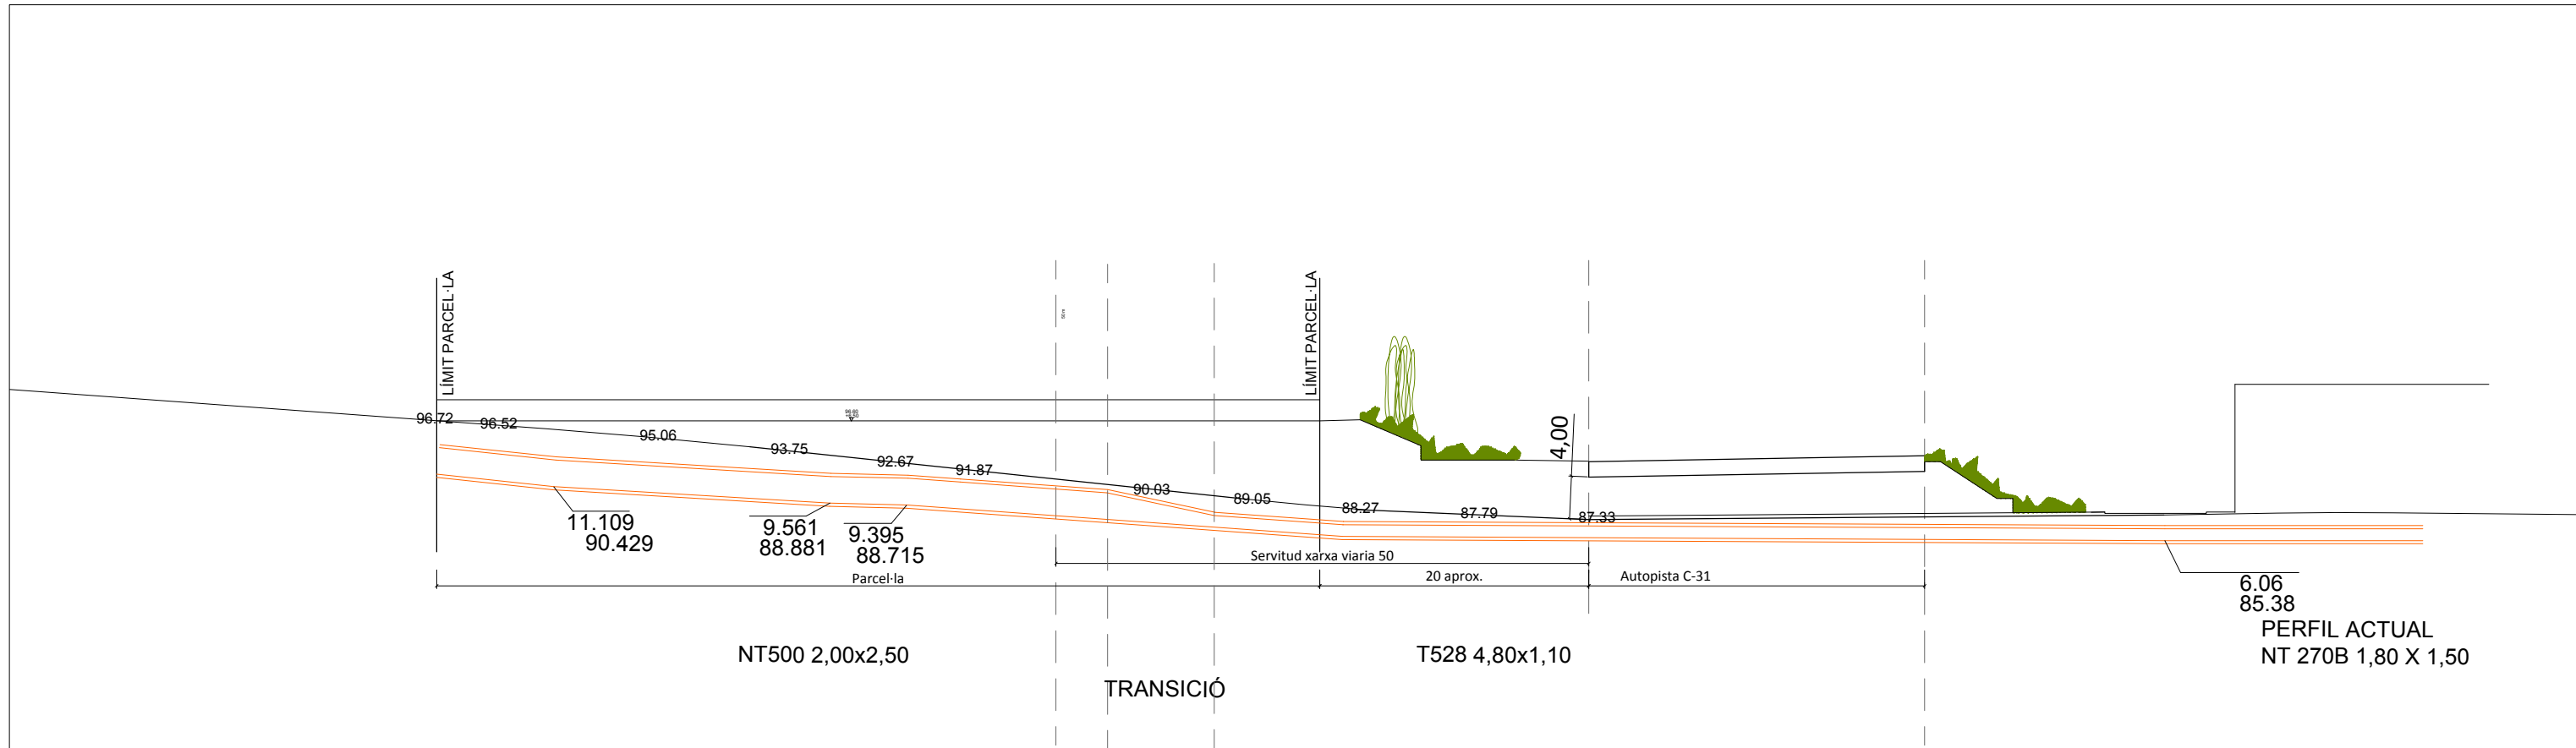 LÍMIT PARCEL·LA
LÍMIT PARCEL·LA
50 m
96.72
96.52
95.06
93.75
92.67
91.87
90.03
89.05
88.27
87.79
87.33
4,00
11.109
90.429
9.561
88.881
9.395
88.715
Servitud xarxa viaria 50
Parcel·la
20 aprox.
Autopista C-31
6.06
85.38
PERFIL ACTUAL
NT 270B 1,80 X 1,50
NT500 2,00x2,50
T528 4,80x1,10
TRANSICIÓ